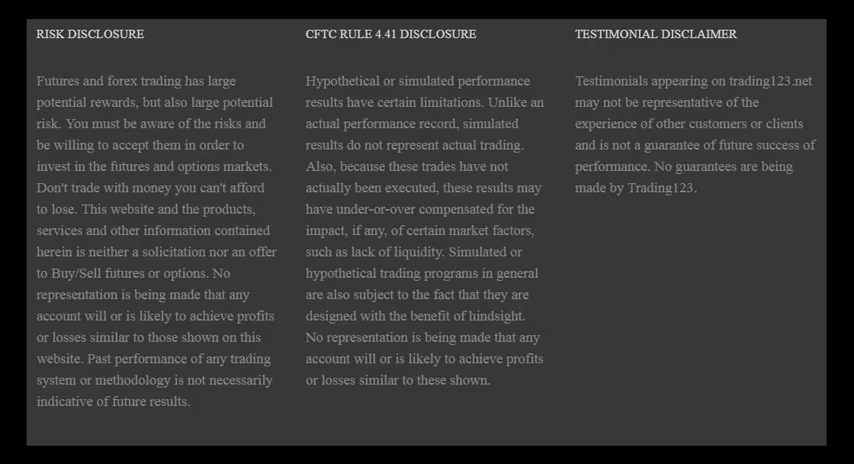 RISK DISCLOSURE
Futures and forex trading has large
potential rewards, but also large potential
risk. You must be aware of the risks and
be willing to accept them in order to
invest in the futures and options markets.
Don't trade with money you can't afford
to lose. This website and the products,
services and other information contained
herein is neither a solicitation nor an offer
to Buy/Sell futures or options. No
representation is being made that any
account will or is likely to achieve profits
or losses similar to those shown on this
website. Past performance of any trading
system or methodology is not necessarily
indicative of future results.
CFTC RULE 4.41 DISCLOSURE
Hypothetical or simulated performance
results have certain limitations. Unlike an
actual performance record, simulated
results do not represent actual trading.
Also, because these trades have not
actually been executed, these results may
have under-or-over compensated for the
impact, if any, of certain market factors,
such as lack of liquidity. Simulated or
hypothetical trading programs in general
are also subject to the fact that they are
designed with the benefit of hindsight.
No representation is being made that any
account will or is likely to achieve profits
or losses similar to these shown.
TESTIMONIAL DISCLAIMER
Testimonials appearing on trading123.net
may not be representative of the
experience of other customers or clients
and is not a guarantee of future success of
performance. No guarantees are being
made by Trading123.